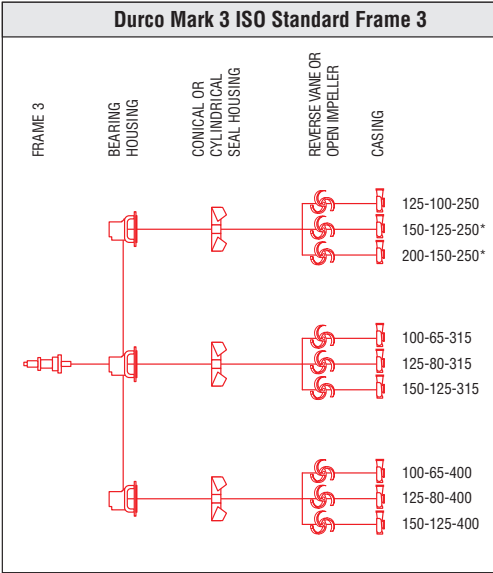 Durco Mark 3 ISO Standard Frame 3
FRAME 3
BEARING
HOUSING
CONICAL OR
CYLINDRICAL
SEAL HOUSING
REVERSE VANE OR
OPEN IMPELLER
CASING
125-100-250
150-125-250*
200-150-250*
100-65-315
125-80-315
150-125-315
100-65-400
125-80-400
150-125-400